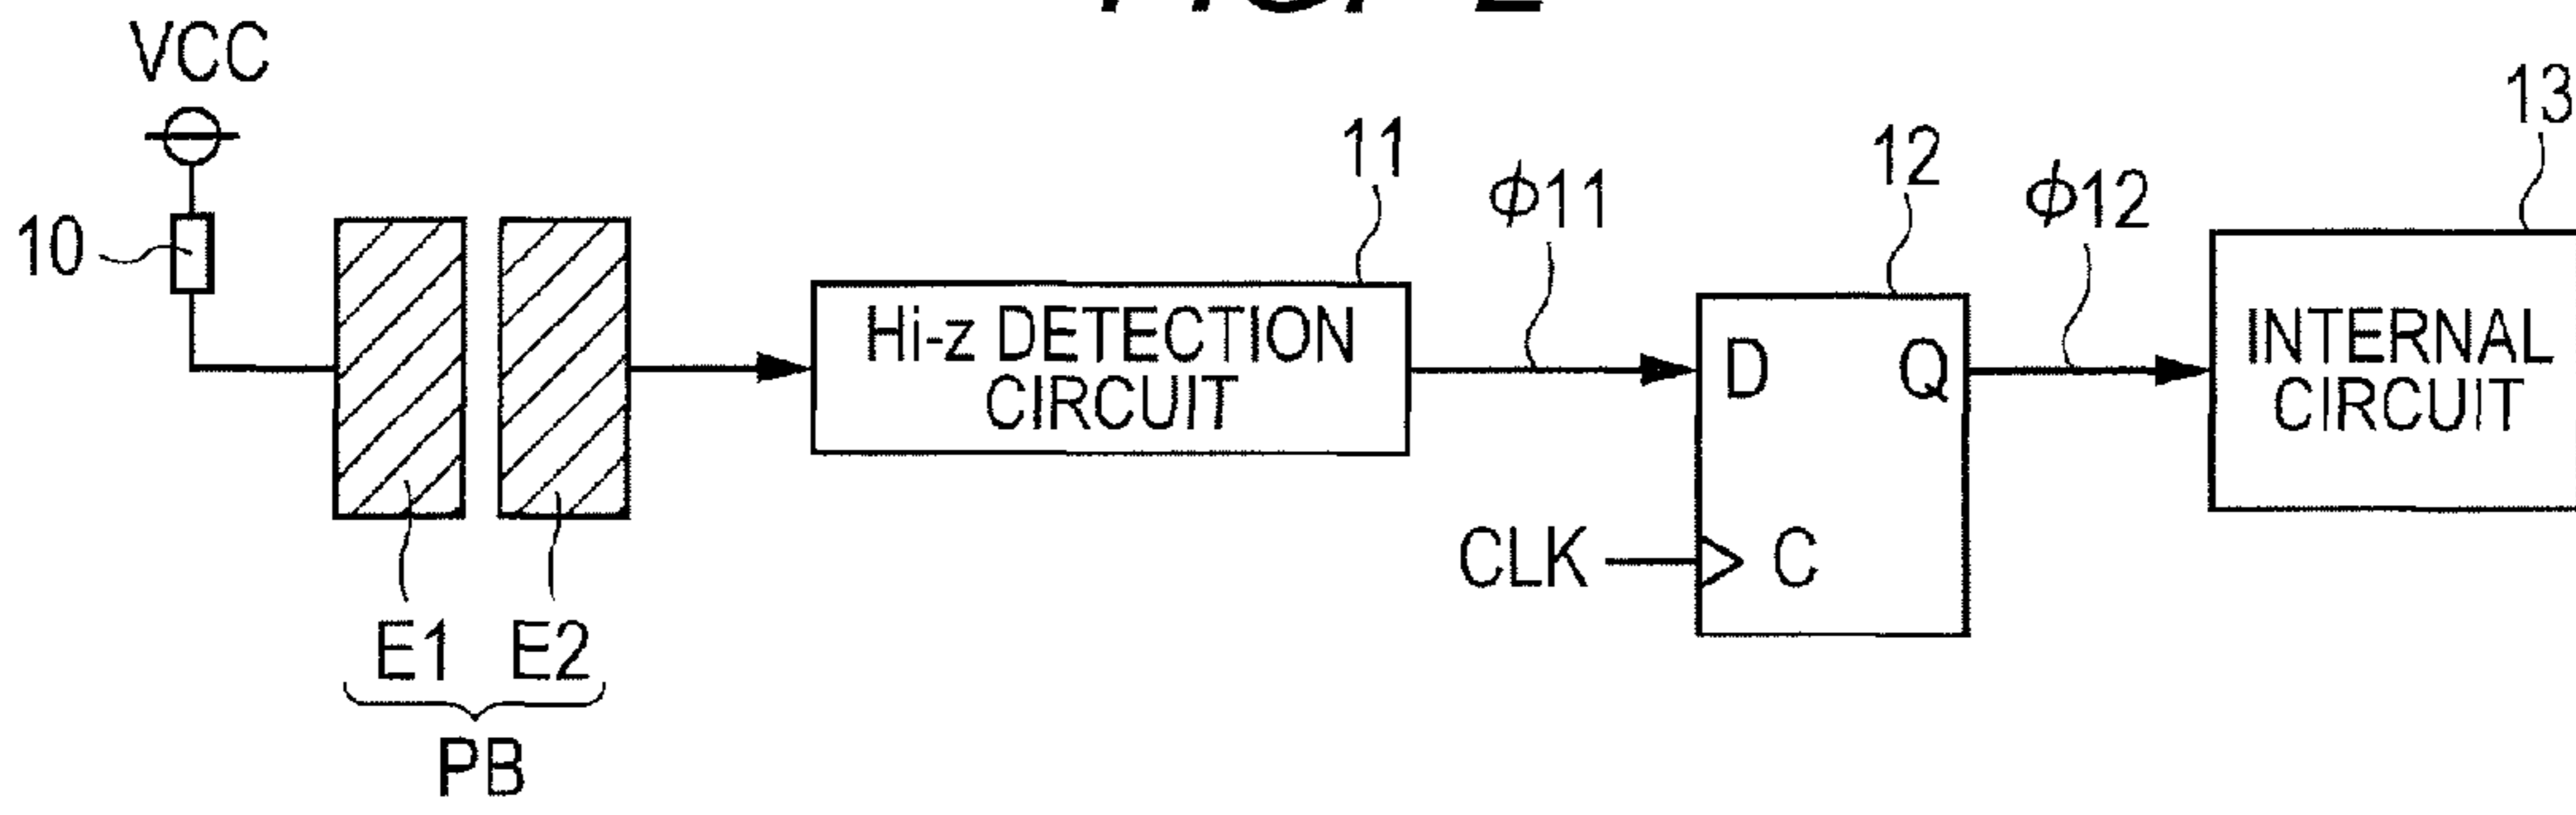 VCC
10
11
ϕ11
12
ϕ12
13
Hi-z DETECTION
CIRCUIT
D
Q
INTERNAL
CIRCUIT
CLK
C
E1
E2
PB